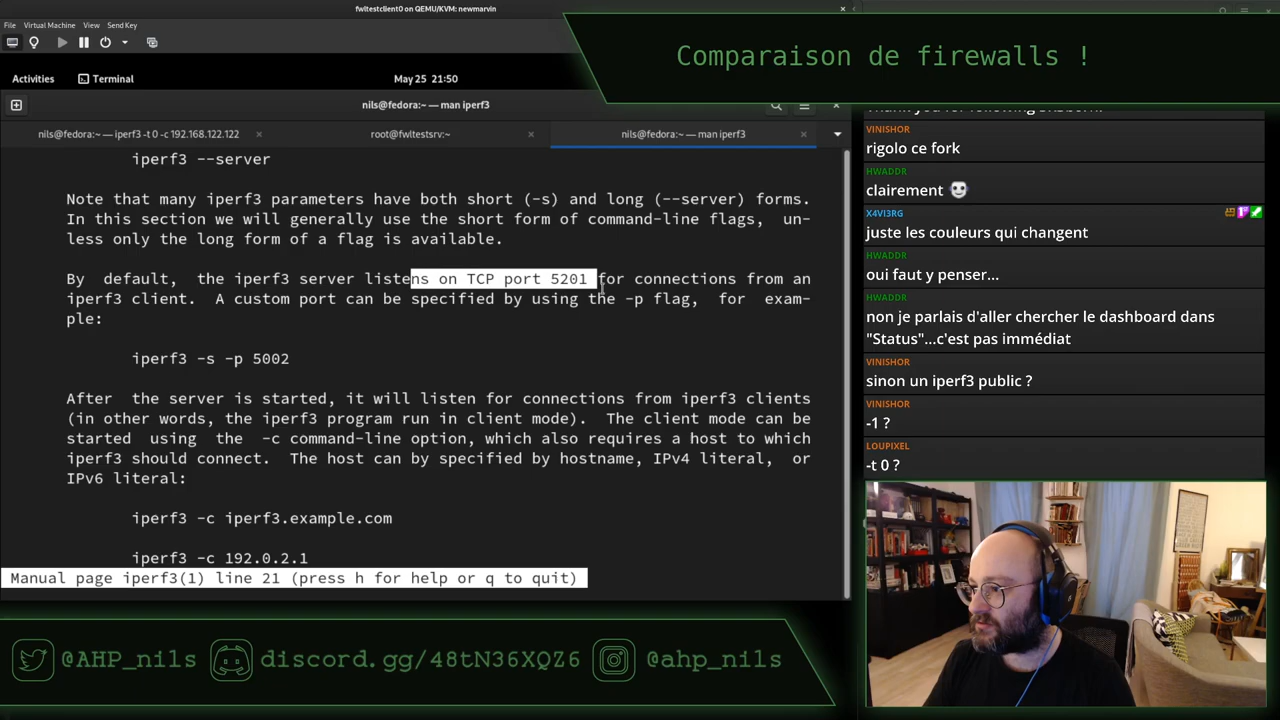 fwltestclient0 on QEMU/KVM: newmarvin
File Virtual Machine View Send Key
Activities Terminal May 25 21:50
nils@fedora:~ — man iperf3
nils@fedora:~ — iperf3 -t 0 -c 192.168.122.122
root@fwltestsrv:~
nils@fedora:~ — man iperf3
iperf3 --server
Note that many iperf3 parameters have both short (-s) and long (--server) forms.
In this section we will generally use the short form of command-line flags, un-
less only the long form of a flag is available.
By default, the iperf3 server listens on TCP port 5201 for connections from an
iperf3 client. A custom port can be specified by using the -p flag, for exam-
ple:
iperf3 -s -p 5002
After the server is started, it will listen for connections from iperf3 clients
(in other words, the iperf3 program run in client mode). The client mode can be
started using the -c command-line option, which also requires a host to which
iperf3 should connect. The host can by specified by hostname, IPv4 literal, or
IPv6 literal:
iperf3 -c iperf3.example.com
iperf3 -c 192.0.2.1
Manual page iperf3(1) line 21 (press h for help or q to quit)
Comparaison de firewalls !
VINISHOR
rigolo ce fork
HWADDR
clairement
X4VI3RG
juste les couleurs qui changent
HWADDR
oui faut y penser...
HWADDR
non je parlais d'aller chercher le dashboard dans
"Status"...c'est pas immédiat
VINISHOR
sinon un iperf3 public ?
VINISHOR
-1 ?
LOUPIXEL
-t 0 ?
@AHP_nils discord.gg/48tN36XQZ6 @ahp_nils